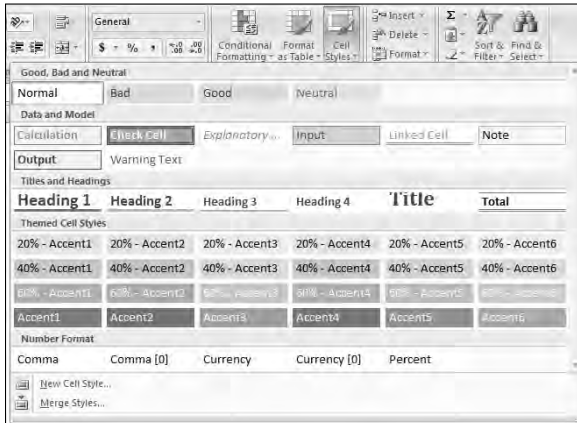 General
Insert
Delete
Format
$ % ,
Σ
Conditional Formatting
Format as Table
Cell Styles
Sort & Filter
Find & Select
Good, Bad and Neutral
Normal Bad Good Neutral
Data and Model
Calculation Check Cell Explanatory ... Input Linked Cell Note
Output Warning Text
Titles and Headings
Heading 1 Heading 2 Heading 3 Heading 4 Title Total
Themed Cell Styles
20% - Accent1 20% - Accent2 20% - Accent3 20% - Accent4 20% - Accent5 20% - Accent6
40% - Accent1 40% - Accent2 40% - Accent3 40% - Accent4 40% - Accent5 40% - Accent6
60% - Accent1 60% - Accent2 60% - Accent3 60% - Accent4 60% - Accent5 60% - Accent6
Accent1 Accent2 Accent3 Accent4 Accent5 Accent6
Number Format
Comma Comma [0] Currency Currency [0] Percent
New Cell Style...
Merge Styles...